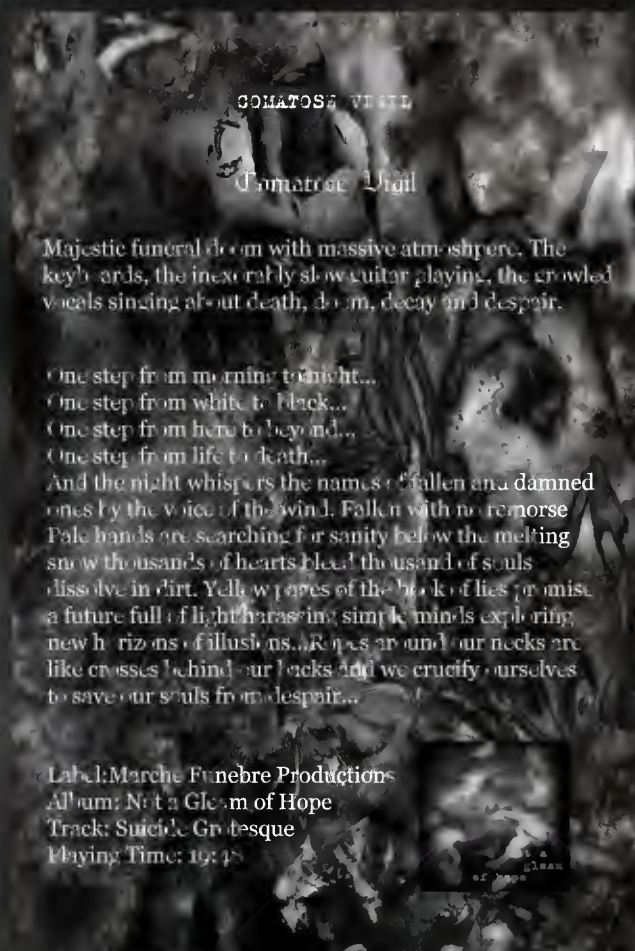 COMATOSE VIGIL
Comatose Vigil
Majestic funeral doom with massive atmoshpere. The
keyboards, the inexorably slow guitar playing, the growled
vocals singing about death, doom, decay and despair.
One step from morning to night...
One step from white to black...
One step from here to beyond...
One step from life to death...
And the night whispers the names of fallen and damned
ones by the voice of the wind. Fallen with no remorse
Pale hands are searching for sanity below the melting
snow thousands of hearts bleed thousand of souls
dissolve in dirt. Yellow pages of the book of lies promise
a future full of light harassing simple minds exploring
new horizons of illusions...Ropes around our necks are
like crosses behind our backs and we crucify ourselves
to save our souls from despair...
Label:Marche Funebre Productions
Album: Not a Gleam of Hope
Track: Suicide Grotesque
Playing Time: 19:48
t a
gleam
of hope